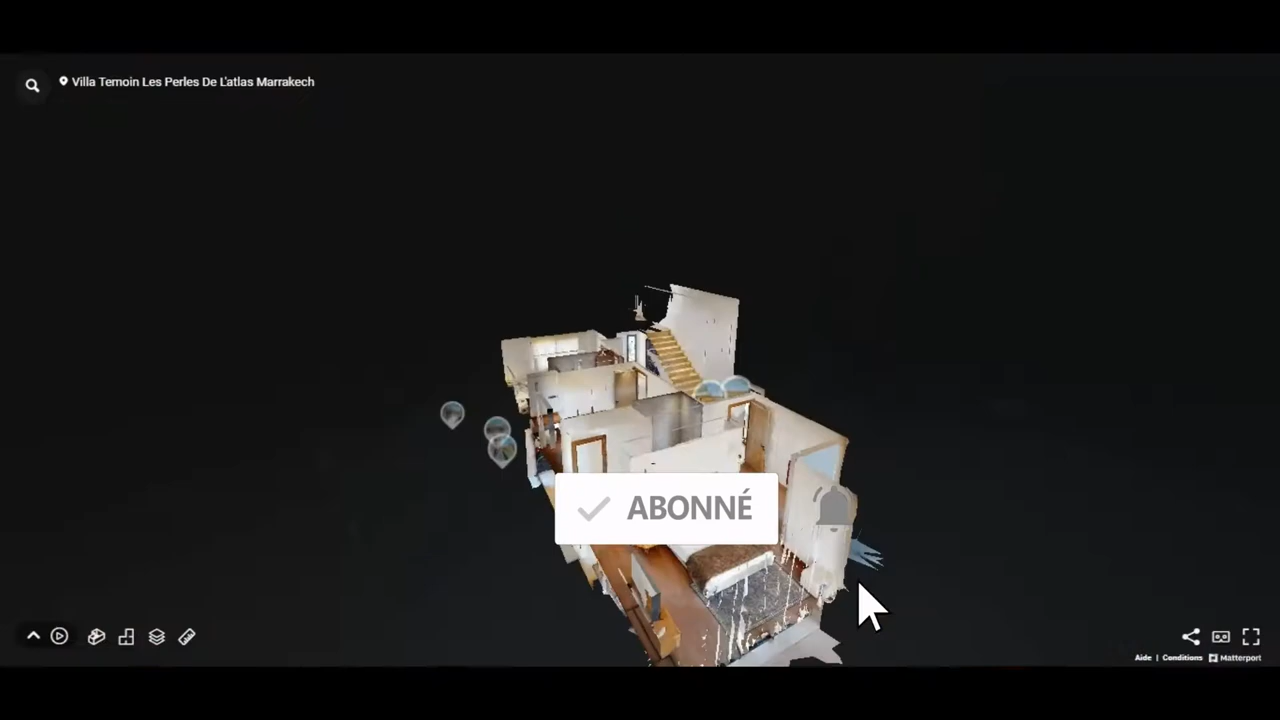 Villa Temoin Les Perles De L'atlas Marrakech
ABONNÉ
Aide | Conditions Matterport